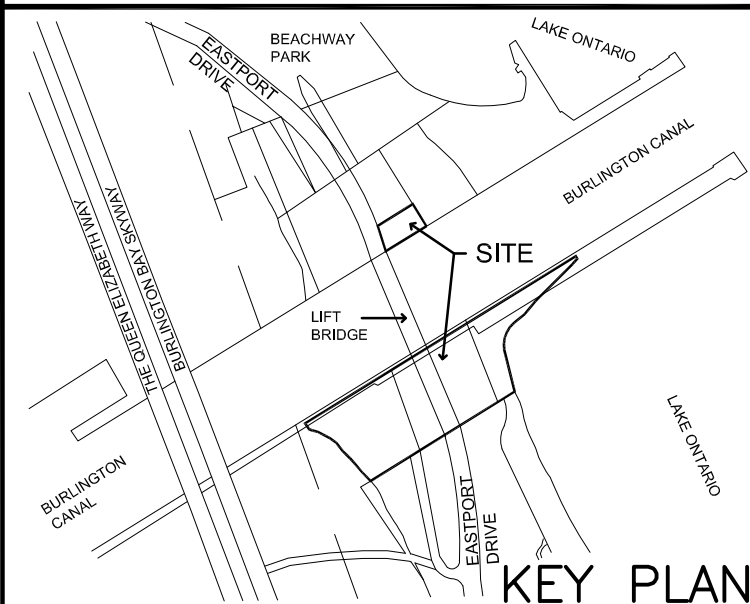 LAKE ONTARIO
BEACHWAY
PARK
EASTPORT
DRIVE
BURLINGTON CANAL
THE QUEEN ELIZABETH WAY
BURLINGTON BAY SKYWAY
SITE
LIFT
BRIDGE
LAKE ONTARIO
BURLINGTON
CANAL
EASTPORT
DRIVE
KEY PLAN